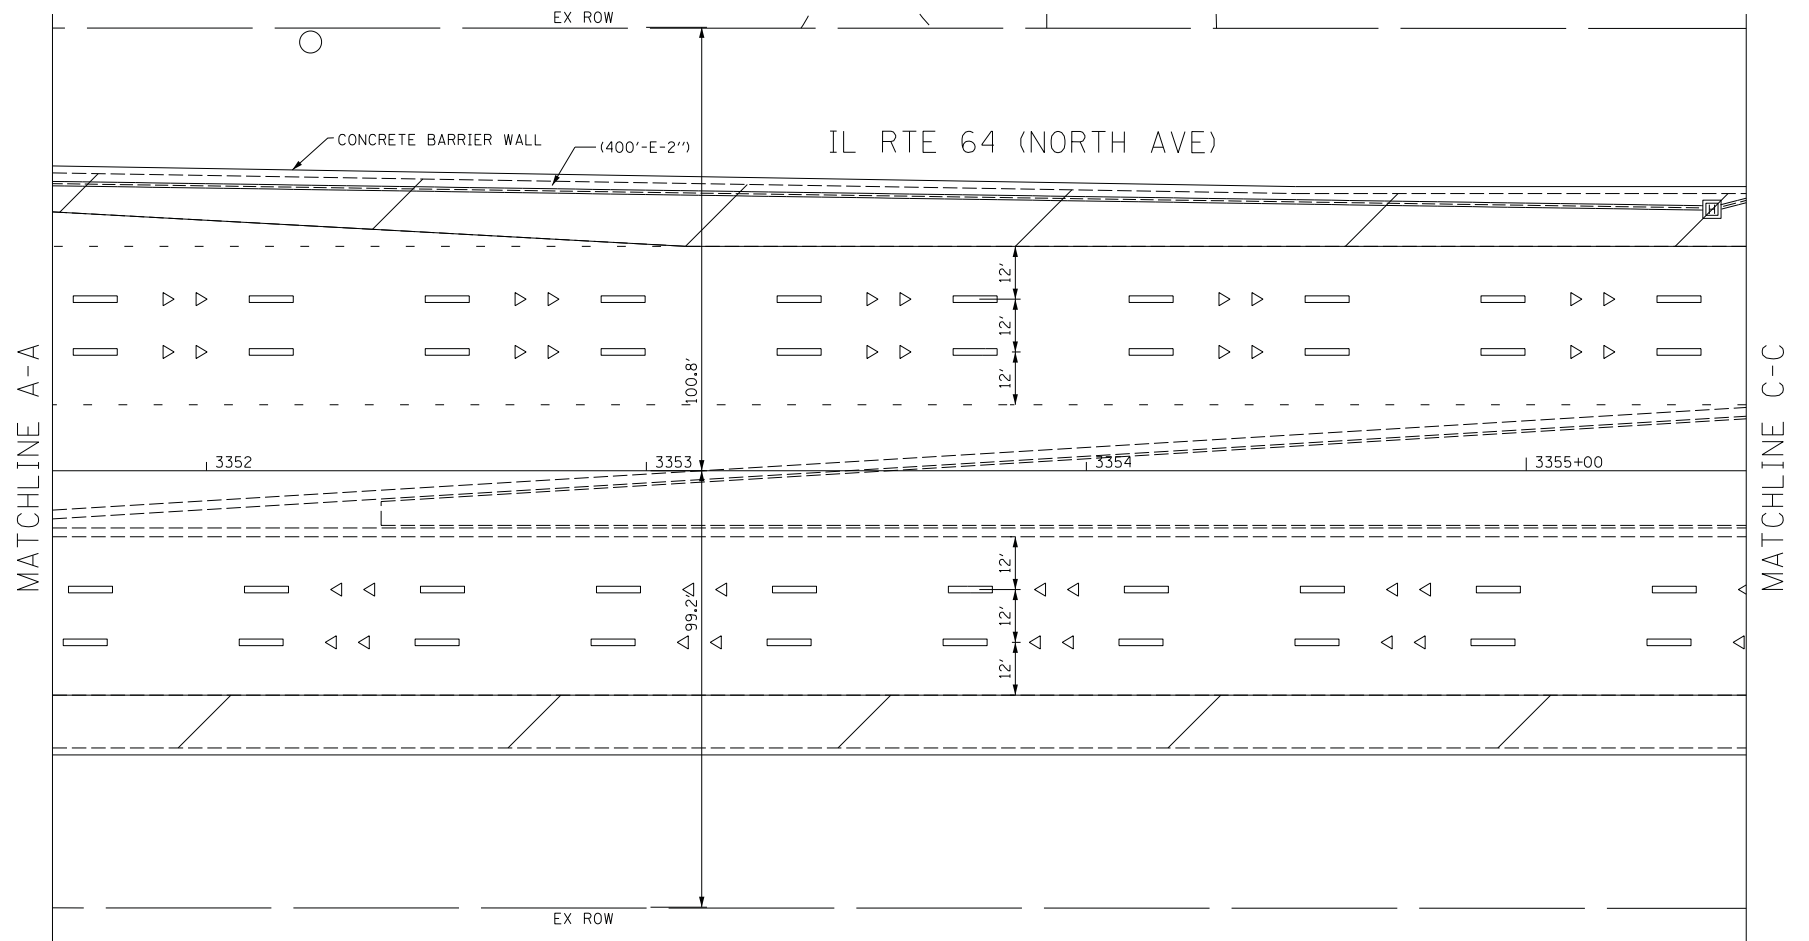 EX ROW
CONCRETE BARRIER WALL
(400'-E-2")
IL RTE 64 (NORTH AVE)
H
12'
12'
12'
100.8'
MATCHLINE A-A
MATCHLINE C-C
3352
3353
3354
3355+00
12'
12'
12'
99.2'
EX ROW